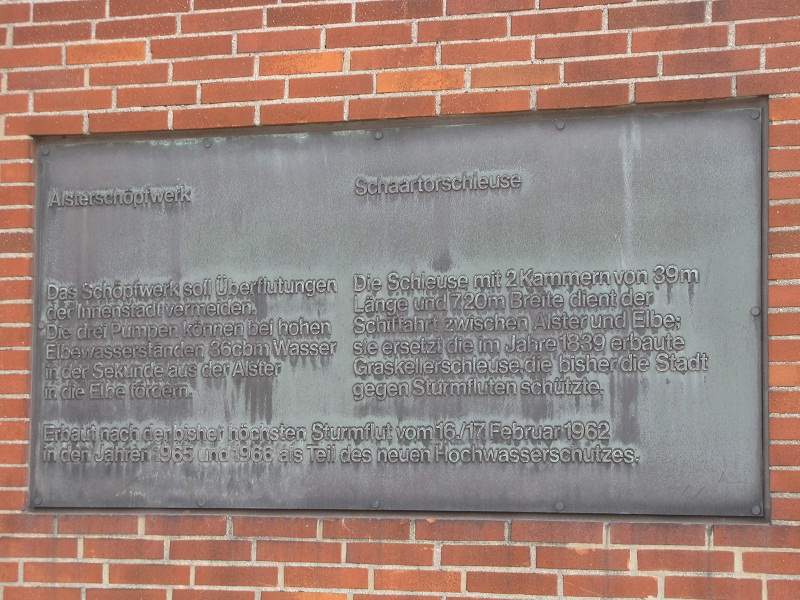 Alsterschöpfwerk
Das Schöpfwerk soll Überflutungen
der Innenstadt vermeiden.
Die drei Pumpen können bei hohen
Elbewasserständen 36cbm Wasser
in der Sekunde aus der Alster
in die Elbe fördern.
Schaartorschleuse
Die Schleuse mit 2 Kammern von 39m
Länge und 7.20m Breite dient der
Schiffahrt zwischen Alster und Elbe;
sie ersetzt die im Jahre 1839 erbaute
Graskellerschleuse, die bisher die Stadt
gegen Sturmfluten schützte.
Erbaut nach der bisher höchsten Sturmflut vom 16./17. Februar 1962
in den Jahren 1965 und 1966 als Teil des neuen Hochwasserschutzes.